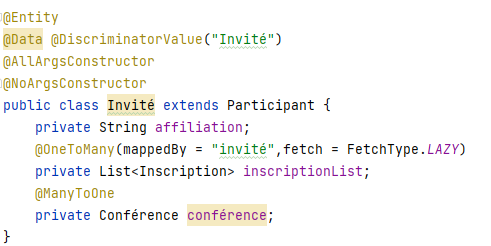 @Entity
@Data @DiscriminatorValue("Invité")
@AllArgsConstructor
@NoArgsConstructor
public class Invité extends Participant {
    private String affiliation;
    @OneToMany(mappedBy = "invité",fetch = FetchType.LAZY)
    private List<Inscription> inscriptionList;
    @ManyToOne
    private Conférence conférence;
}